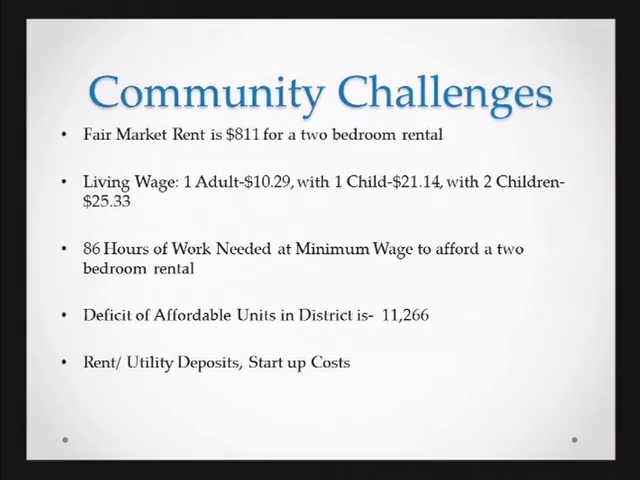 Community Challenges
• Fair Market Rent is $811 for a two bedroom rental
• Living Wage: 1 Adult-$10.29, with 1 Child-$21.14, with 2 Children-
$25.33
• 86 Hours of Work Needed at Minimum Wage to afford a two
bedroom rental
• Deficit of Affordable Units in District is- 11,266
• Rent/ Utility Deposits, Start up Costs